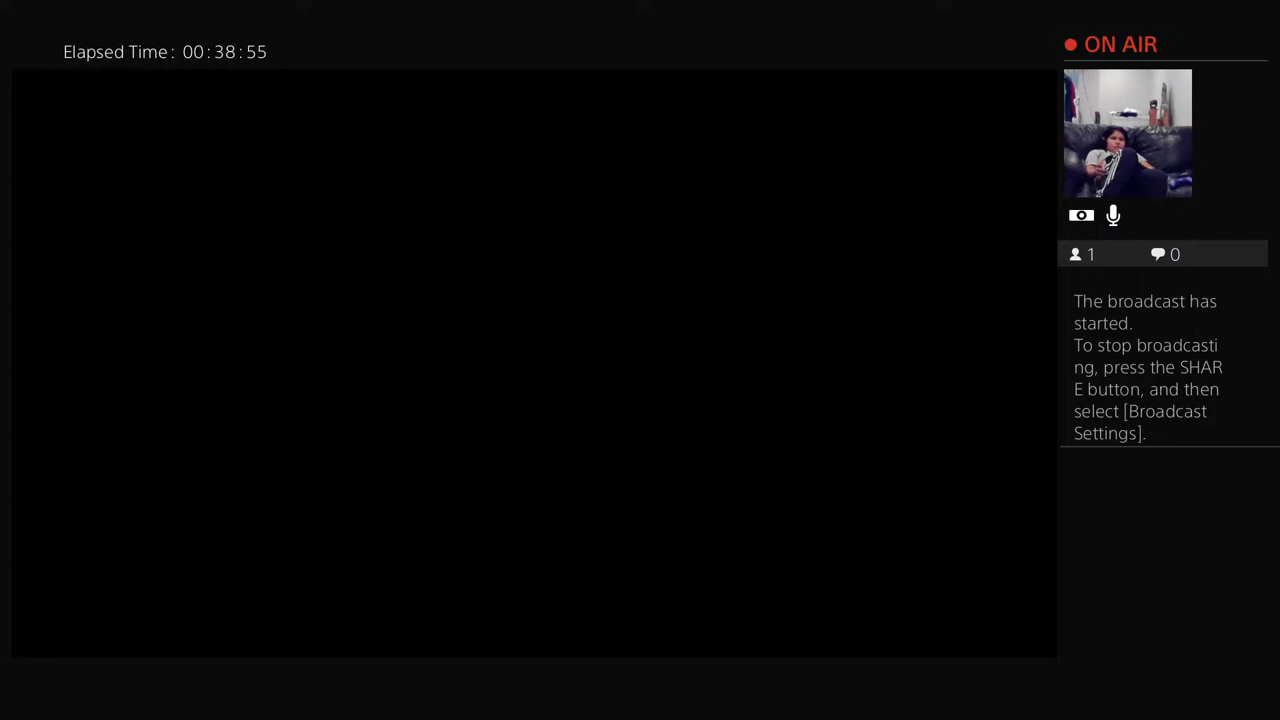 Elapsed Time: 00:38:55
ON AIR
1 0
The broadcast has
started.
To stop broadcasti
ng, press the SHAR
E button, and then
select [Broadcast
Settings].